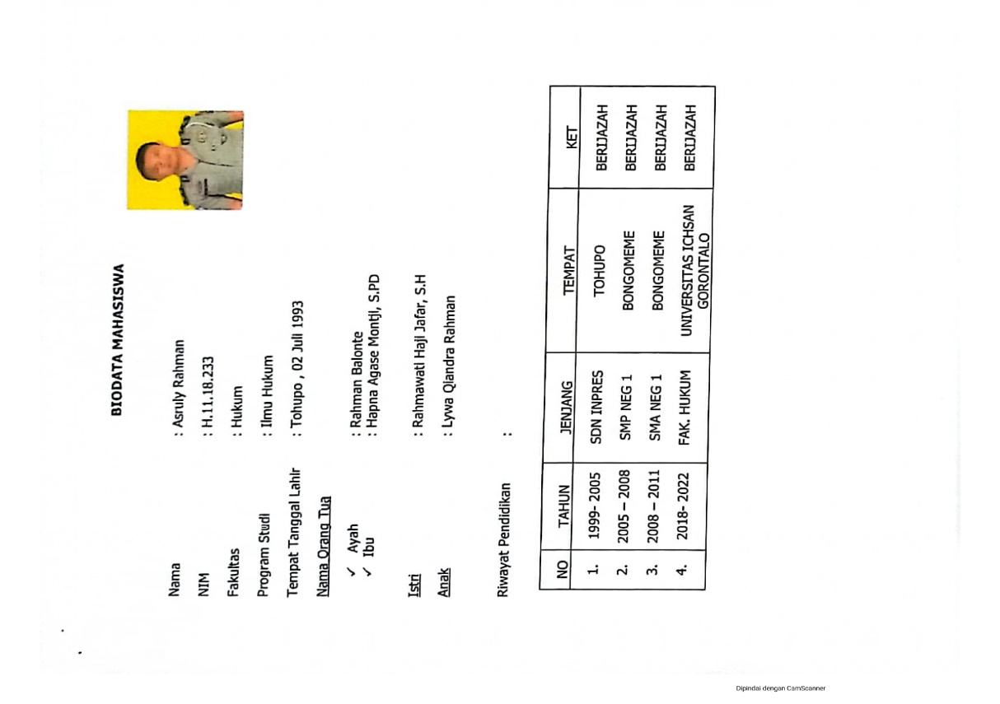 BIODATA MAHASISWA
Nama : Asruly Rahman
NIM : H.11.18.233
Fakultas : Hukum
Program Studi : Ilmu Hukum
Tempat Tanggal Lahir : Tohupo , 02 Juli 1993
Nama Orang Tua
✓ Ayah : Rahman Balonte
✓ Ibu : Hapna Agase Montji, S.PD
Istri : Rahmawati Haji Jafar, S.H
Anak : Lywa Qiandra Rahman
Riwayat Pendidikan :
NO TAHUN JENJANG TEMPAT KET
1. 1999- 2005 SDN INPRES TOHUPO BERIJAZAH
2. 2005 – 2008 SMP NEG 1 BONGOMEME BERIJAZAH
3. 2008 – 2011 SMA NEG 1 BONGOMEME BERIJAZAH
4. 2018- 2022 FAK. HUKUM UNIVERSITAS ICHSAN GORONTALO BERIJAZAH
Dipindai dengan CamScanner